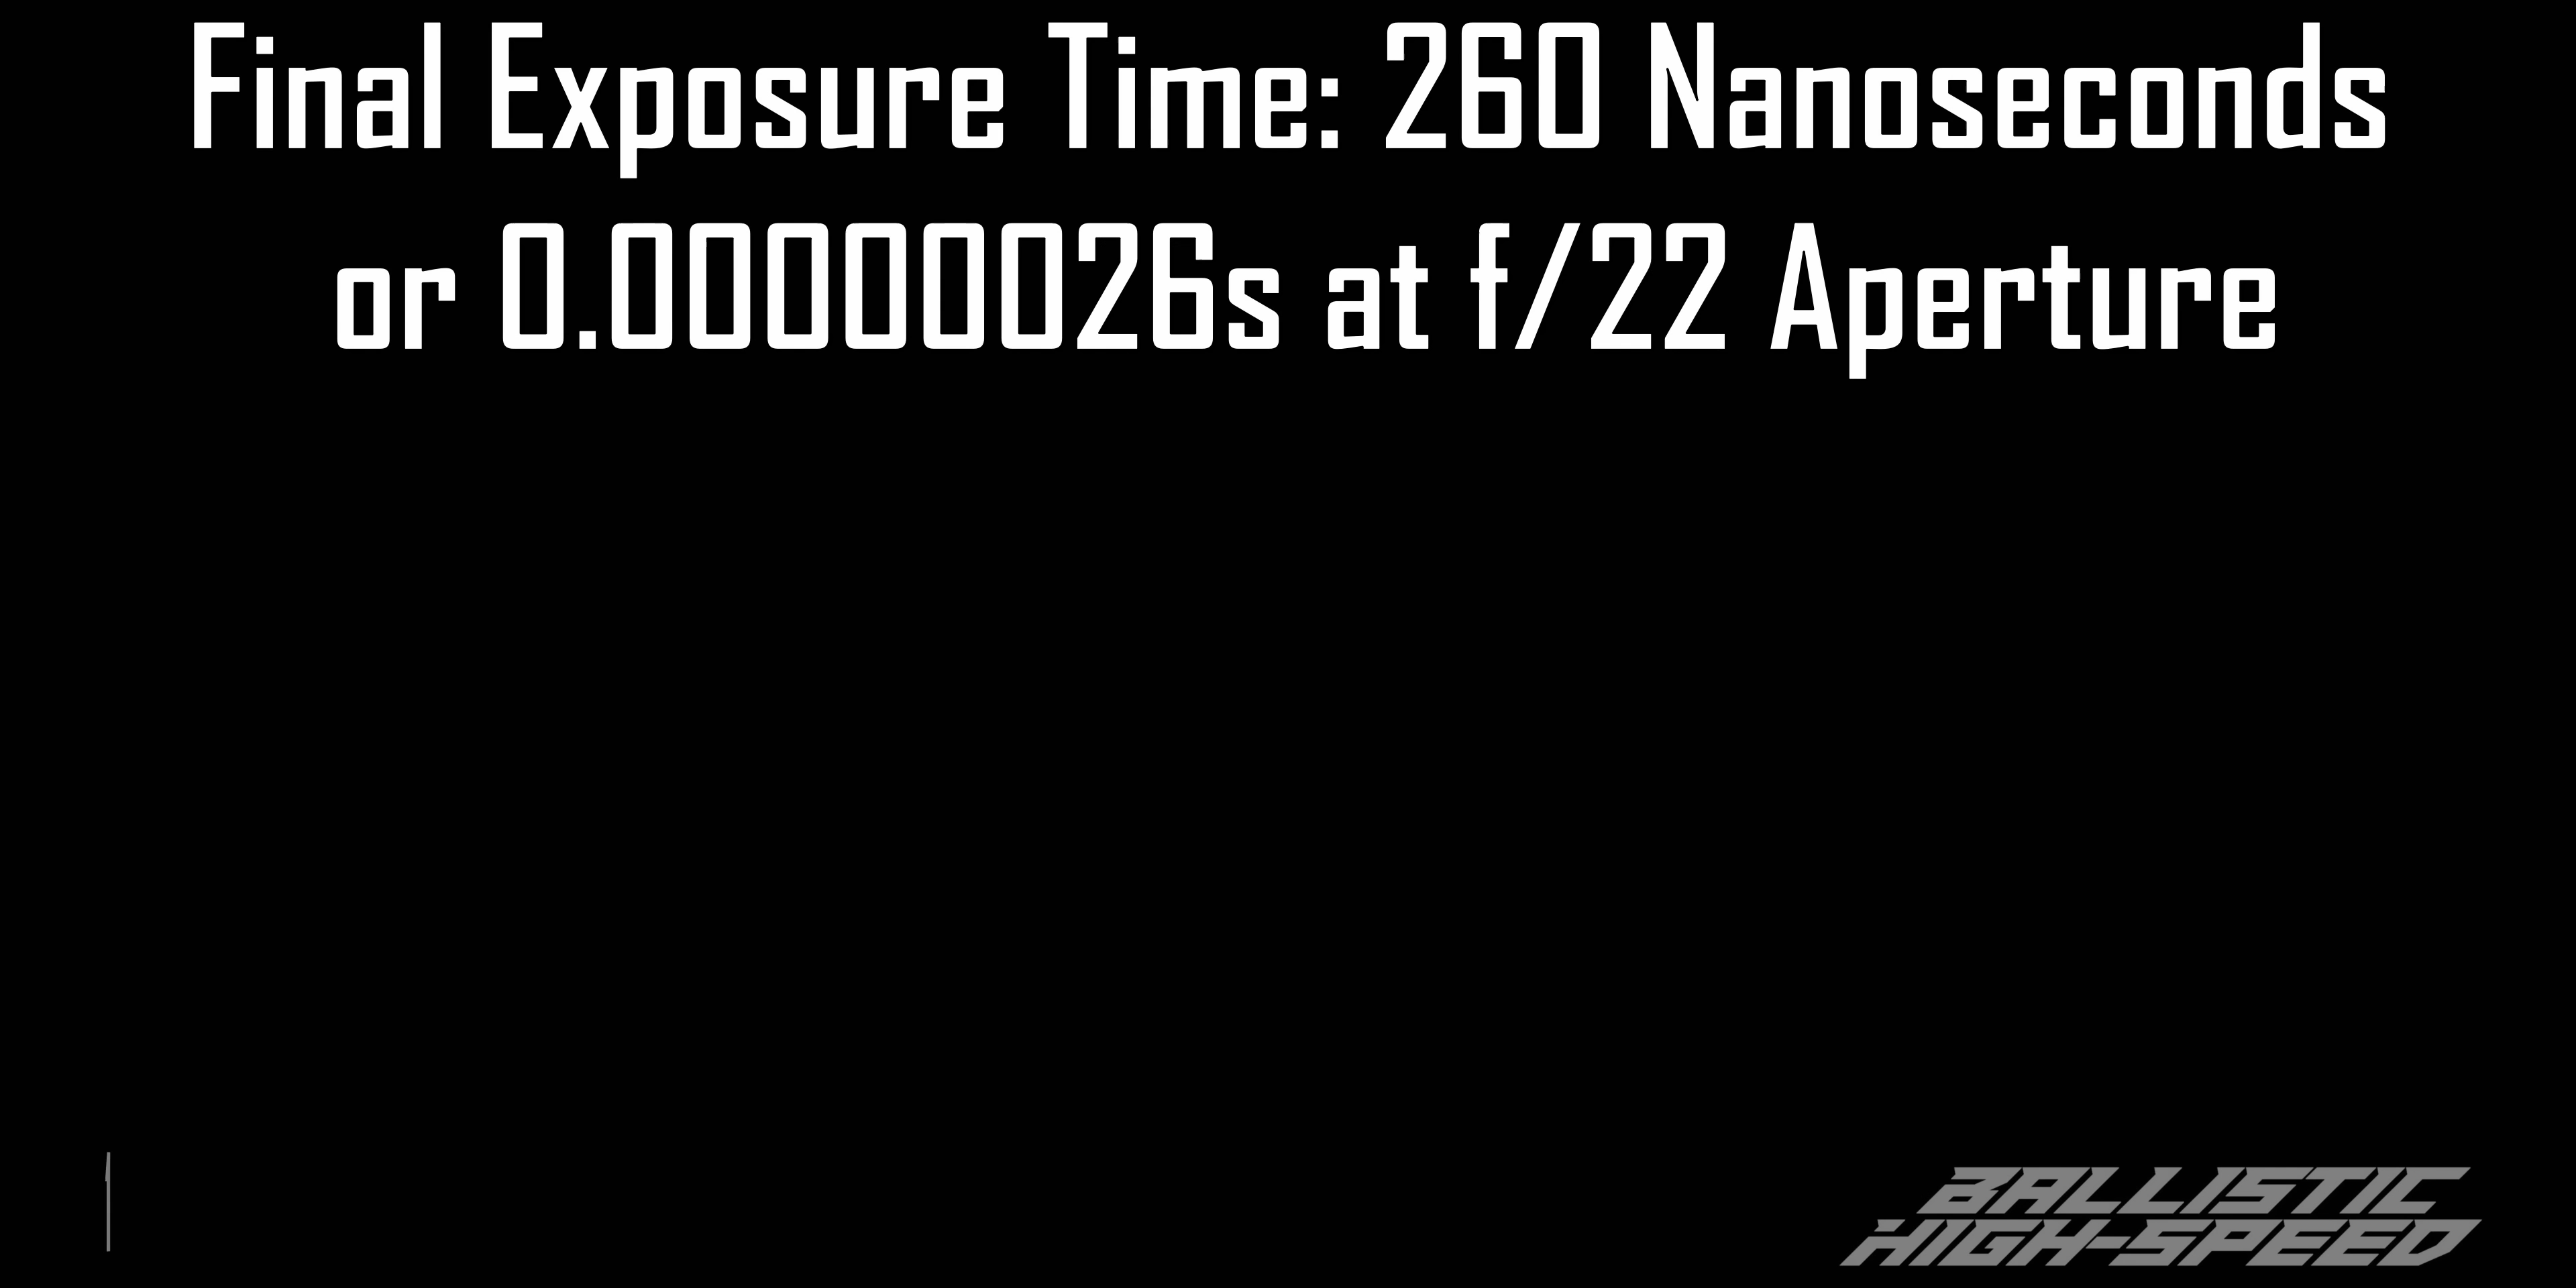 Final Exposure Time: 260 Nanoseconds
or 0.00000026s at f/22 Aperture
BALLISTIC
HIGH-SPEED